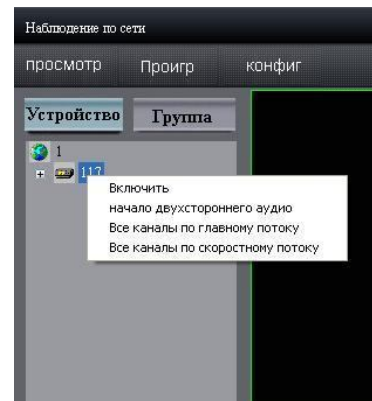 Наблюдение по сети
просмотр Проигр конфиг
Устройство Группа
1
117
Включить
начало двухстороннего аудио
Все каналы по главному потоку
Все каналы по скоростному потоку